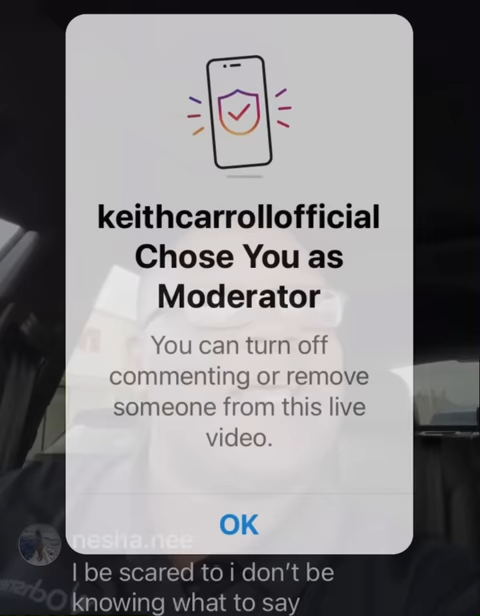 keithcarrollofficial
Chose You as
Moderator
You can turn off
commenting or remove
someone from this live
video.
OK
nesha.nee
I be scared to i don’t be
knowing what to say